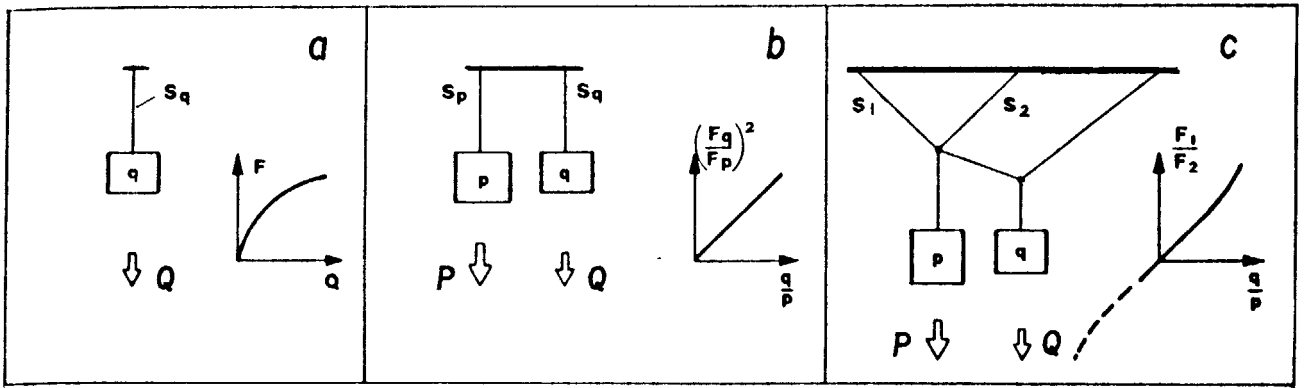 a
Sq
q
F
Q
Q
b
Sp
Sq
p
q
(Fq/Fp)²
q/p
P
Q
c
S1
S2
p
q
F1/F2
q/p
P
Q